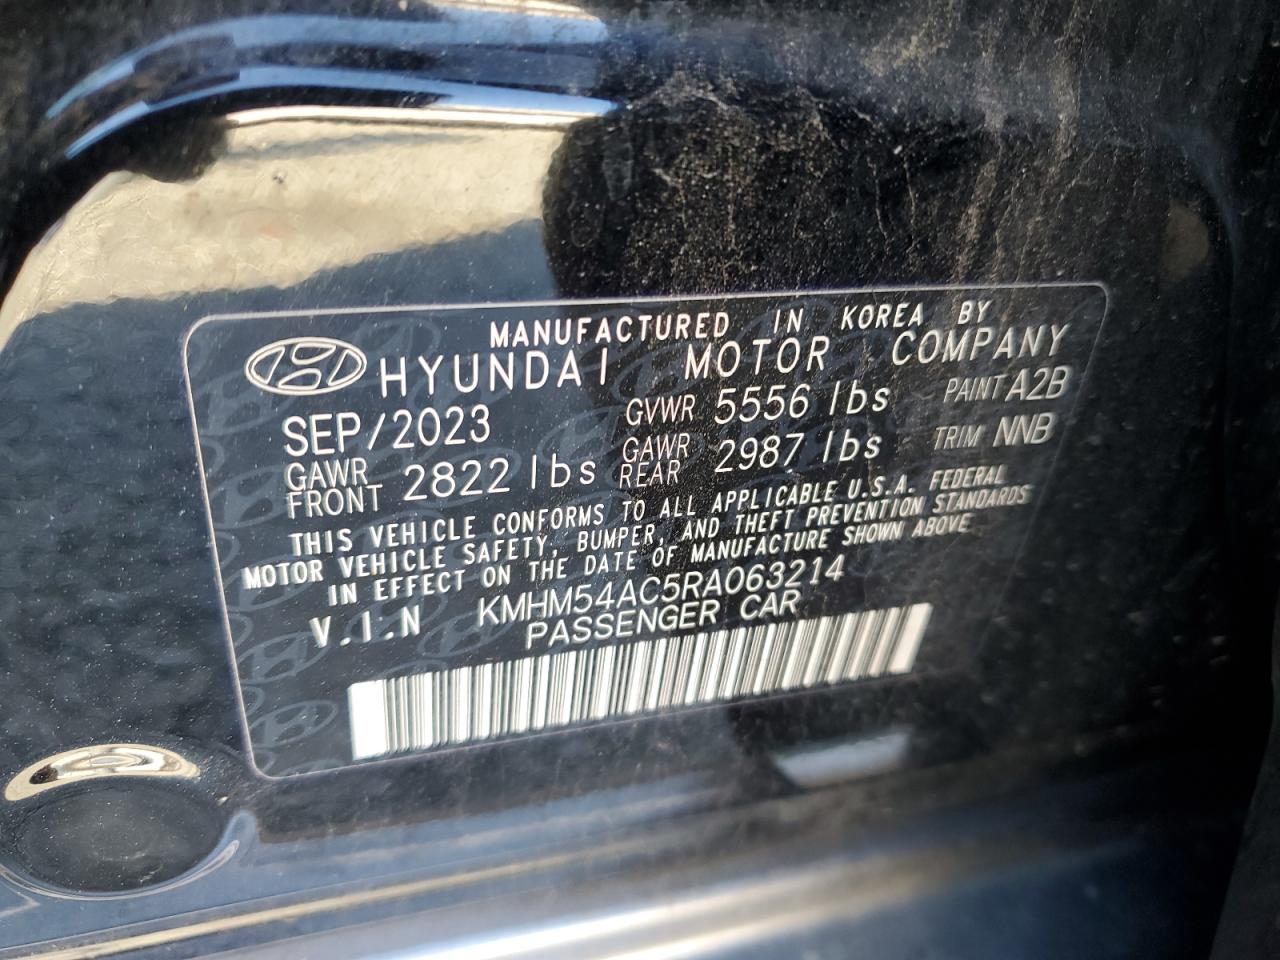 MANUFACTURED IN KOREA BY
HYUNDAI MOTOR COMPANY
SEP/2023 GVWR 5556 lbs PAINT A2B
GAWR FRONT 2822 lbs GAWR REAR 2987 lbs TRIM NNB
THIS VEHICLE CONFORMS TO ALL APPLICABLE U.S.A. FEDERAL
MOTOR VEHICLE SAFETY, BUMPER, AND THEFT PREVENTION STANDARDS
IN EFFECT ON THE DATE OF MANUFACTURE SHOWN ABOVE
V.I.N KMHM54AC5RA063214
PASSENGER CAR